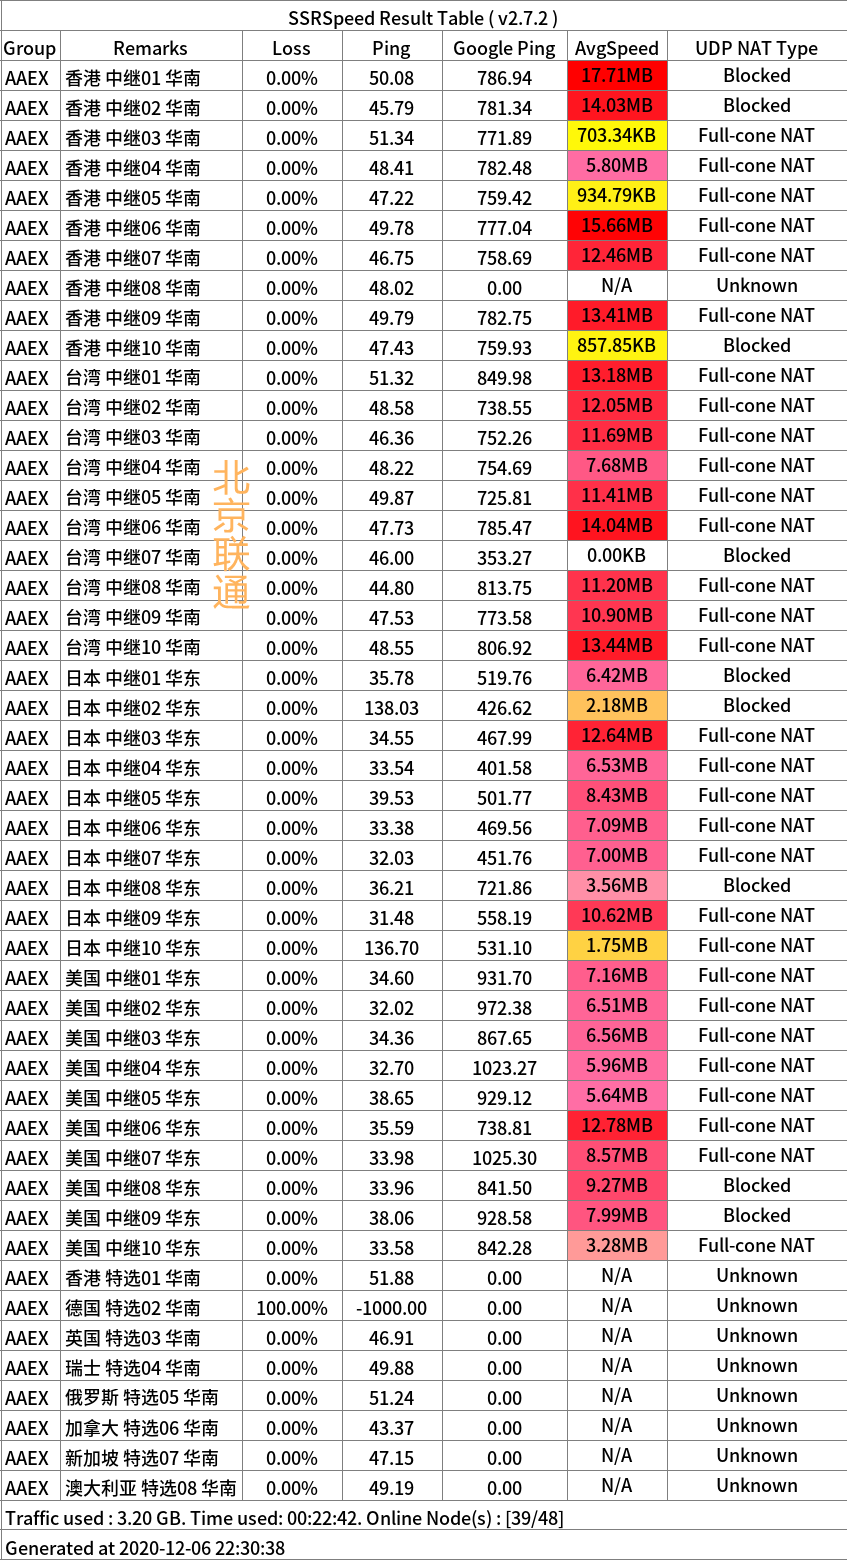 SSRSpeed Result Table ( v2.7.2 )
Group Remarks Loss Ping Google Ping AvgSpeed UDP NAT Type
AAEX 香港 中继01 华南 0.00% 50.08 786.94 17.71MB Blocked
AAEX 香港 中继02 华南 0.00% 45.79 781.34 14.03MB Blocked
AAEX 香港 中继03 华南 0.00% 51.34 771.89 703.34KB Full-cone NAT
AAEX 香港 中继04 华南 0.00% 48.41 782.48 5.80MB Full-cone NAT
AAEX 香港 中继05 华南 0.00% 47.22 759.42 934.79KB Full-cone NAT
AAEX 香港 中继06 华南 0.00% 49.78 777.04 15.66MB Full-cone NAT
AAEX 香港 中继07 华南 0.00% 46.75 758.69 12.46MB Full-cone NAT
AAEX 香港 中继08 华南 0.00% 48.02 0.00 N/A Unknown
AAEX 香港 中继09 华南 0.00% 49.79 782.75 13.41MB Full-cone NAT
AAEX 香港 中继10 华南 0.00% 47.43 759.93 857.85KB Blocked
AAEX 台湾 中继01 华南 0.00% 51.32 849.98 13.18MB Full-cone NAT
AAEX 台湾 中继02 华南 0.00% 48.58 738.55 12.05MB Full-cone NAT
AAEX 台湾 中继03 华南 0.00% 46.36 752.26 11.69MB Full-cone NAT
AAEX 台湾 中继04 华南 0.00% 48.22 754.69 7.68MB Full-cone NAT
AAEX 台湾 中继05 华南 0.00% 49.87 725.81 11.41MB Full-cone NAT
AAEX 台湾 中继06 华南 0.00% 47.73 785.47 14.04MB Full-cone NAT
AAEX 台湾 中继07 华南 0.00% 46.00 353.27 0.00KB Blocked
AAEX 台湾 中继08 华南 0.00% 44.80 813.75 11.20MB Full-cone NAT
AAEX 台湾 中继09 华南 0.00% 47.53 773.58 10.90MB Full-cone NAT
AAEX 台湾 中继10 华南 0.00% 48.55 806.92 13.44MB Full-cone NAT
AAEX 日本 中继01 华东 0.00% 35.78 519.76 6.42MB Blocked
AAEX 日本 中继02 华东 0.00% 138.03 426.62 2.18MB Blocked
AAEX 日本 中继03 华东 0.00% 34.55 467.99 12.64MB Full-cone NAT
AAEX 日本 中继04 华东 0.00% 33.54 401.58 6.53MB Full-cone NAT
AAEX 日本 中继05 华东 0.00% 39.53 501.77 8.43MB Full-cone NAT
AAEX 日本 中继06 华东 0.00% 33.38 469.56 7.09MB Full-cone NAT
AAEX 日本 中继07 华东 0.00% 32.03 451.76 7.00MB Full-cone NAT
AAEX 日本 中继08 华东 0.00% 36.21 721.86 3.56MB Blocked
AAEX 日本 中继09 华东 0.00% 31.48 558.19 10.62MB Full-cone NAT
AAEX 日本 中继10 华东 0.00% 136.70 531.10 1.75MB Full-cone NAT
AAEX 美国 中继01 华东 0.00% 34.60 931.70 7.16MB Full-cone NAT
AAEX 美国 中继02 华东 0.00% 32.02 972.38 6.51MB Full-cone NAT
AAEX 美国 中继03 华东 0.00% 34.36 867.65 6.56MB Full-cone NAT
AAEX 美国 中继04 华东 0.00% 32.70 1023.27 5.96MB Full-cone NAT
AAEX 美国 中继05 华东 0.00% 38.65 929.12 5.64MB Full-cone NAT
AAEX 美国 中继06 华东 0.00% 35.59 738.81 12.78MB Full-cone NAT
AAEX 美国 中继07 华东 0.00% 33.98 1025.30 8.57MB Full-cone NAT
AAEX 美国 中继08 华东 0.00% 33.96 841.50 9.27MB Blocked
AAEX 美国 中继09 华东 0.00% 38.06 928.58 7.99MB Blocked
AAEX 美国 中继10 华东 0.00% 33.58 842.28 3.28MB Full-cone NAT
AAEX 香港 特选01 华南 0.00% 51.88 0.00 N/A Unknown
AAEX 德国 特选02 华南 100.00% -1000.00 0.00 N/A Unknown
AAEX 英国 特选03 华南 0.00% 46.91 0.00 N/A Unknown
AAEX 瑞士 特选04 华南 0.00% 49.88 0.00 N/A Unknown
AAEX 俄罗斯 特选05 华南 0.00% 51.24 0.00 N/A Unknown
AAEX 加拿大 特选06 华南 0.00% 43.37 0.00 N/A Unknown
AAEX 新加坡 特选07 华南 0.00% 47.15 0.00 N/A Unknown
AAEX 澳大利亚 特选08 华南 0.00% 49.19 0.00 N/A Unknown
Traffic used : 3.20 GB. Time used: 00:22:42. Online Node(s) : [39/48]
Generated at 2020-12-06 22:30:38
北京联通